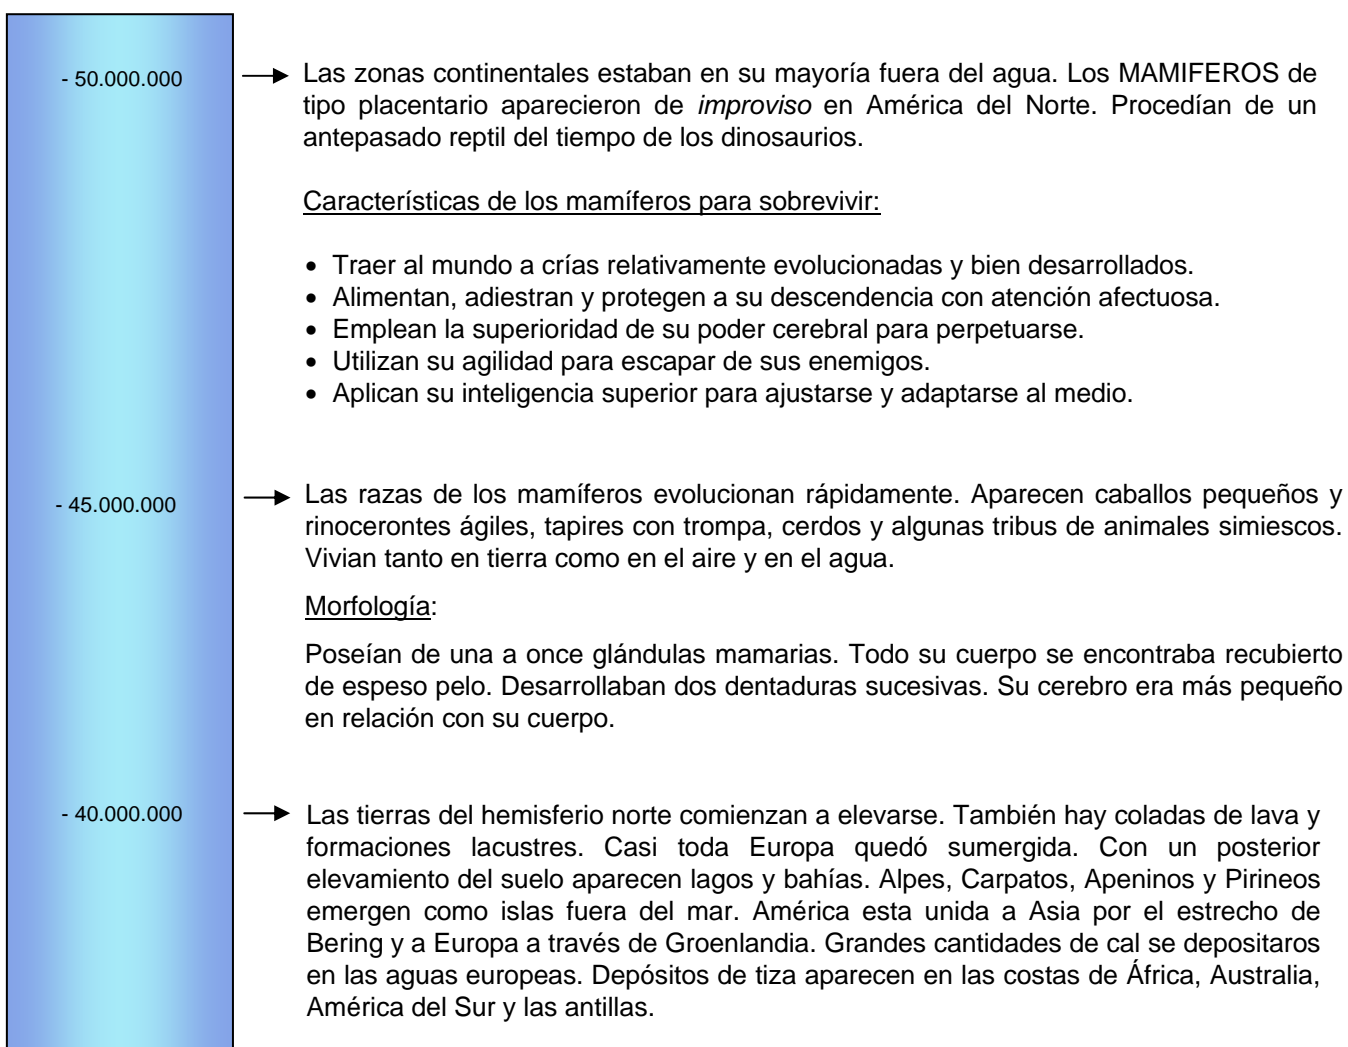 - 50.000.000
Las zonas continentales estaban en su mayoría fuera del agua. Los MAMIFEROS de
tipo placentario aparecieron de improviso en América del Norte. Procedían de un
antepasado reptil del tiempo de los dinosaurios.
Características de los mamíferos para sobrevivir:
• Traer al mundo a crías relativamente evolucionadas y bien desarrollados.
• Alimentan, adiestran y protegen a su descendencia con atención afectuosa.
• Emplean la superioridad de su poder cerebral para perpetuarse.
• Utilizan su agilidad para escapar de sus enemigos.
• Aplican su inteligencia superior para ajustarse y adaptarse al medio.
- 45.000.000
Las razas de los mamíferos evolucionan rápidamente. Aparecen caballos pequeños y
rinocerontes ágiles, tapires con trompa, cerdos y algunas tribus de animales simiescos.
Vivian tanto en tierra como en el aire y en el agua.
Morfología:
Poseían de una a once glándulas mamarias. Todo su cuerpo se encontraba recubierto
de espeso pelo. Desarrollaban dos dentaduras sucesivas. Su cerebro era más pequeño
en relación con su cuerpo.
- 40.000.000
Las tierras del hemisferio norte comienzan a elevarse. También hay coladas de lava y
formaciones lacustres. Casi toda Europa quedó sumergida. Con un posterior
elevamiento del suelo aparecen lagos y bahías. Alpes, Carpatos, Apeninos y Pirineos
emergen como islas fuera del mar. América esta unida a Asia por el estrecho de
Bering y a Europa a través de Groenlandia. Grandes cantidades de cal se depositaros
en las aguas europeas. Depósitos de tiza aparecen en las costas de África, Australia,
América del Sur y las antillas.